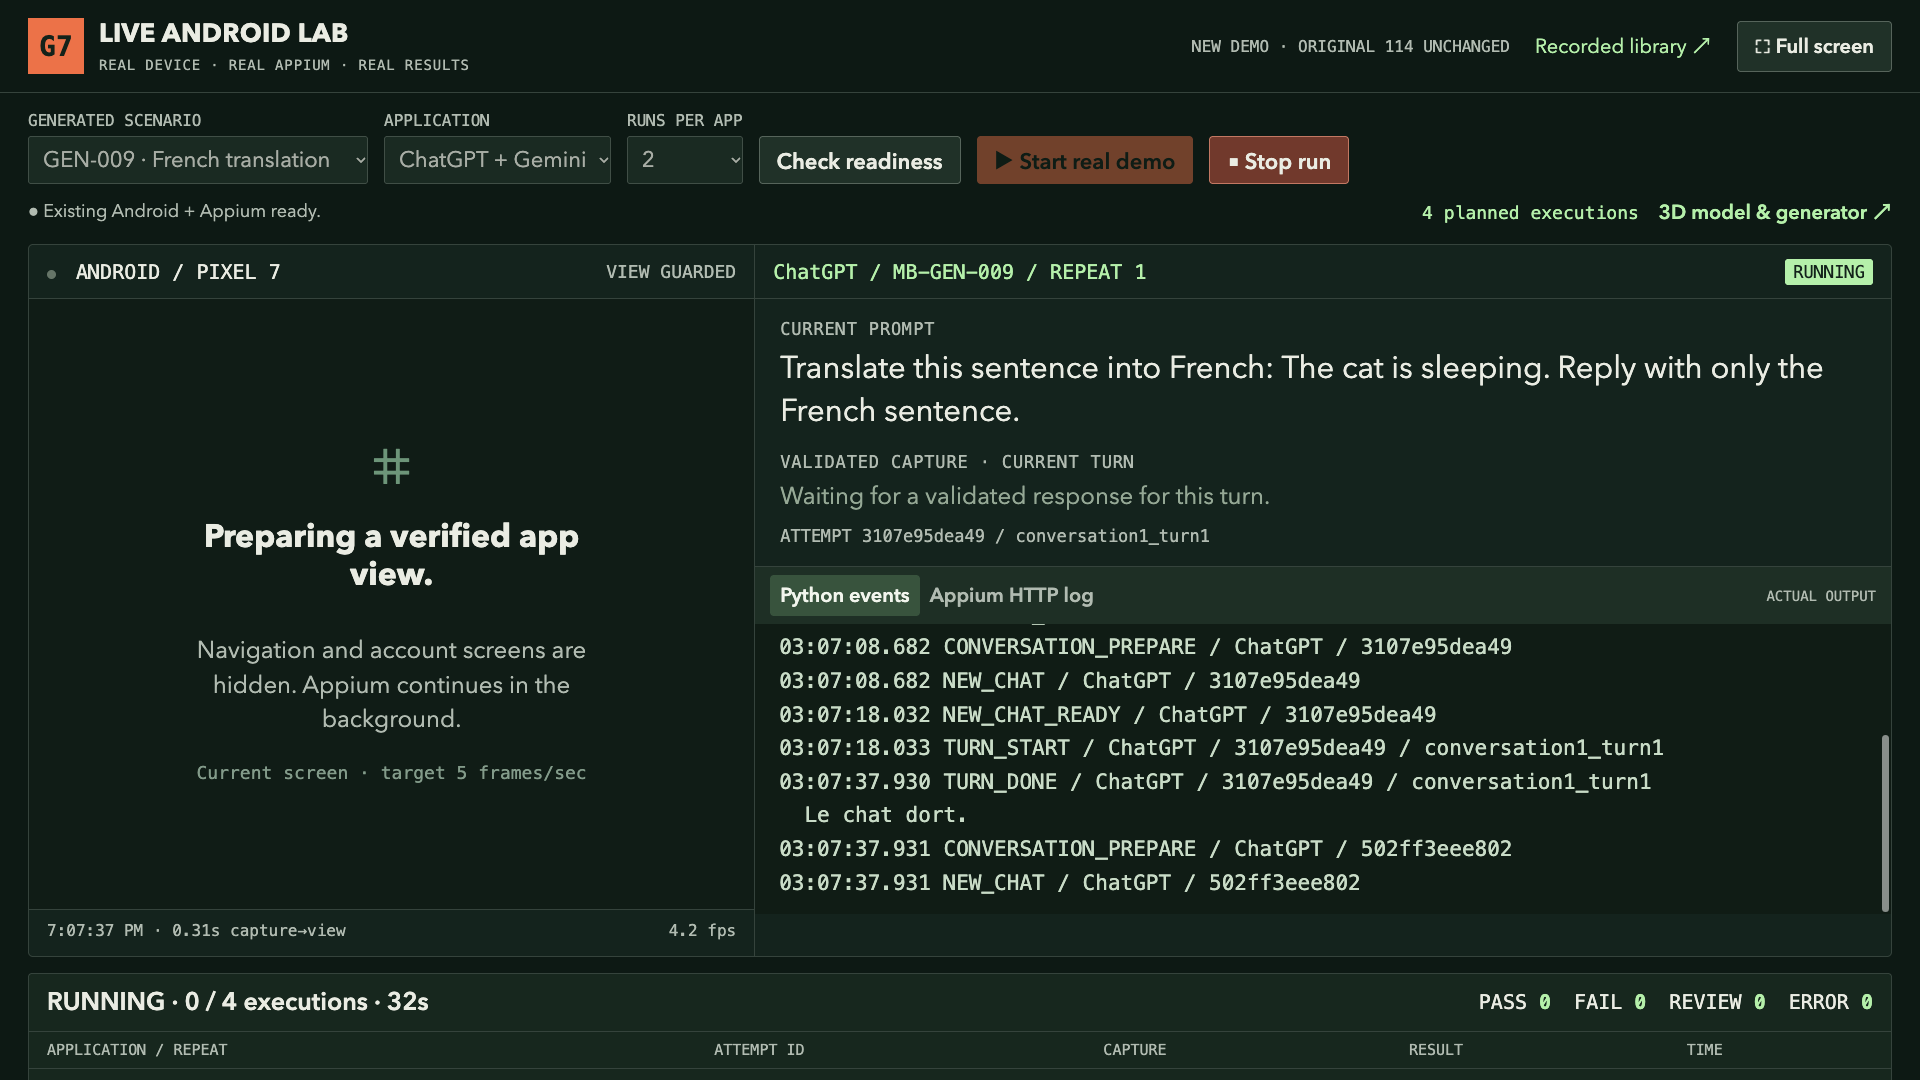 G7
LIVE ANDROID LAB
REAL DEVICE · REAL APPIUM · REAL RESULTS
NEW DEMO · ORIGINAL 114 UNCHANGED
Recorded library ↗
Full screen
GENERATED SCENARIO
APPLICATION
RUNS PER APP
GEN-009 · French translation
ChatGPT + Gemini
2
Check readiness
▶ Start real demo
■ Stop run
● Existing Android + Appium ready.
4 planned executions
3D model & generator ↗
ANDROID / PIXEL 7
VIEW GUARDED
ChatGPT / MB-GEN-009 / REPEAT 1
RUNNING
#
Preparing a verified app
view.
Navigation and account screens are
hidden. Appium continues in the
background.
Current screen · target 5 frames/sec
7:07:37 PM · 0.31s capture→view
4.2 fps
CURRENT PROMPT
Translate this sentence into French: The cat is sleeping. Reply with only the
French sentence.
VALIDATED CAPTURE · CURRENT TURN
Waiting for a validated response for this turn.
ATTEMPT 3107e95dea49 / conversation1_turn1
Python events
Appium HTTP log
ACTUAL OUTPUT
03:07:08.682 CONVERSATION_PREPARE / ChatGPT / 3107e95dea49
03:07:08.682 NEW_CHAT / ChatGPT / 3107e95dea49
03:07:18.032 NEW_CHAT_READY / ChatGPT / 3107e95dea49
03:07:18.033 TURN_START / ChatGPT / 3107e95dea49 / conversation1_turn1
03:07:37.930 TURN_DONE / ChatGPT / 3107e95dea49 / conversation1_turn1
Le chat dort.
03:07:37.931 CONVERSATION_PREPARE / ChatGPT / 502ff3eee802
03:07:37.931 NEW_CHAT / ChatGPT / 502ff3eee802
RUNNING · 0 / 4 executions · 32s
PASS 0 FAIL 0 REVIEW 0 ERROR 0
APPLICATION / REPEAT
ATTEMPT ID
CAPTURE
RESULT
TIME